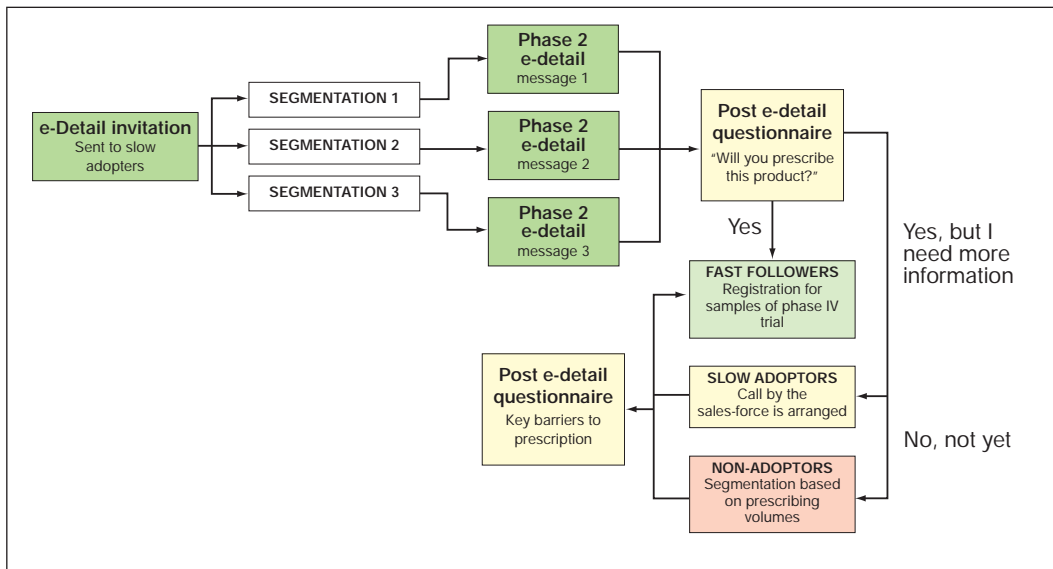 e-Detail invitation
Sent to slow
adopters
SEGMENTATION 1
SEGMENTATION 2
SEGMENTATION 3
Phase 2
e-detail
message 1
Phase 2
e-detail
message 2
Phase 2
e-detail
message 3
Post e-detail
questionnaire
"Will you prescribe
this product?"
Yes
Yes, but I
need more
information
FAST FOLLOWERS
Registration for
samples of phase IV
trial
SLOW ADOPTORS
Call by the
sales-force is arranged
No, not yet
NON-ADOPTORS
Segmentation based
on prescribing
volumes
Post e-detail
questionnaire
Key barriers to
prescription